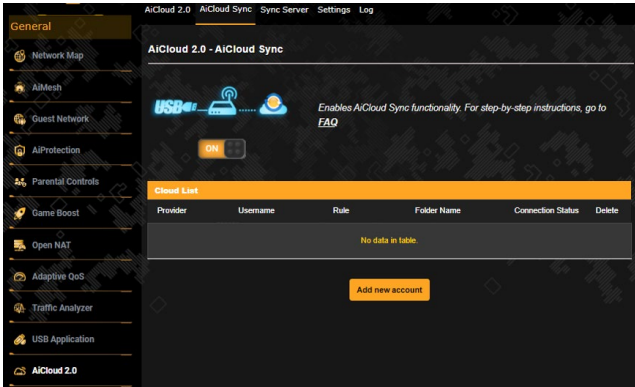 AiCloud 2.0 AiCloud Sync Sync Server Settings Log
General
Network Map
AiMesh
Guest Network
AiProtection
Parental Controls
Game Boost
Open NAT
Adaptive QoS
Traffic Analyzer
USB Application
AiCloud 2.0
AiCloud 2.0 - AiCloud Sync
USB
Enables AiCloud Sync functionality. For step-by-step instructions, go to
FAQ
ON
Cloud List
Provider Username Rule Folder Name Connection Status Delete
No data in table.
Add new account